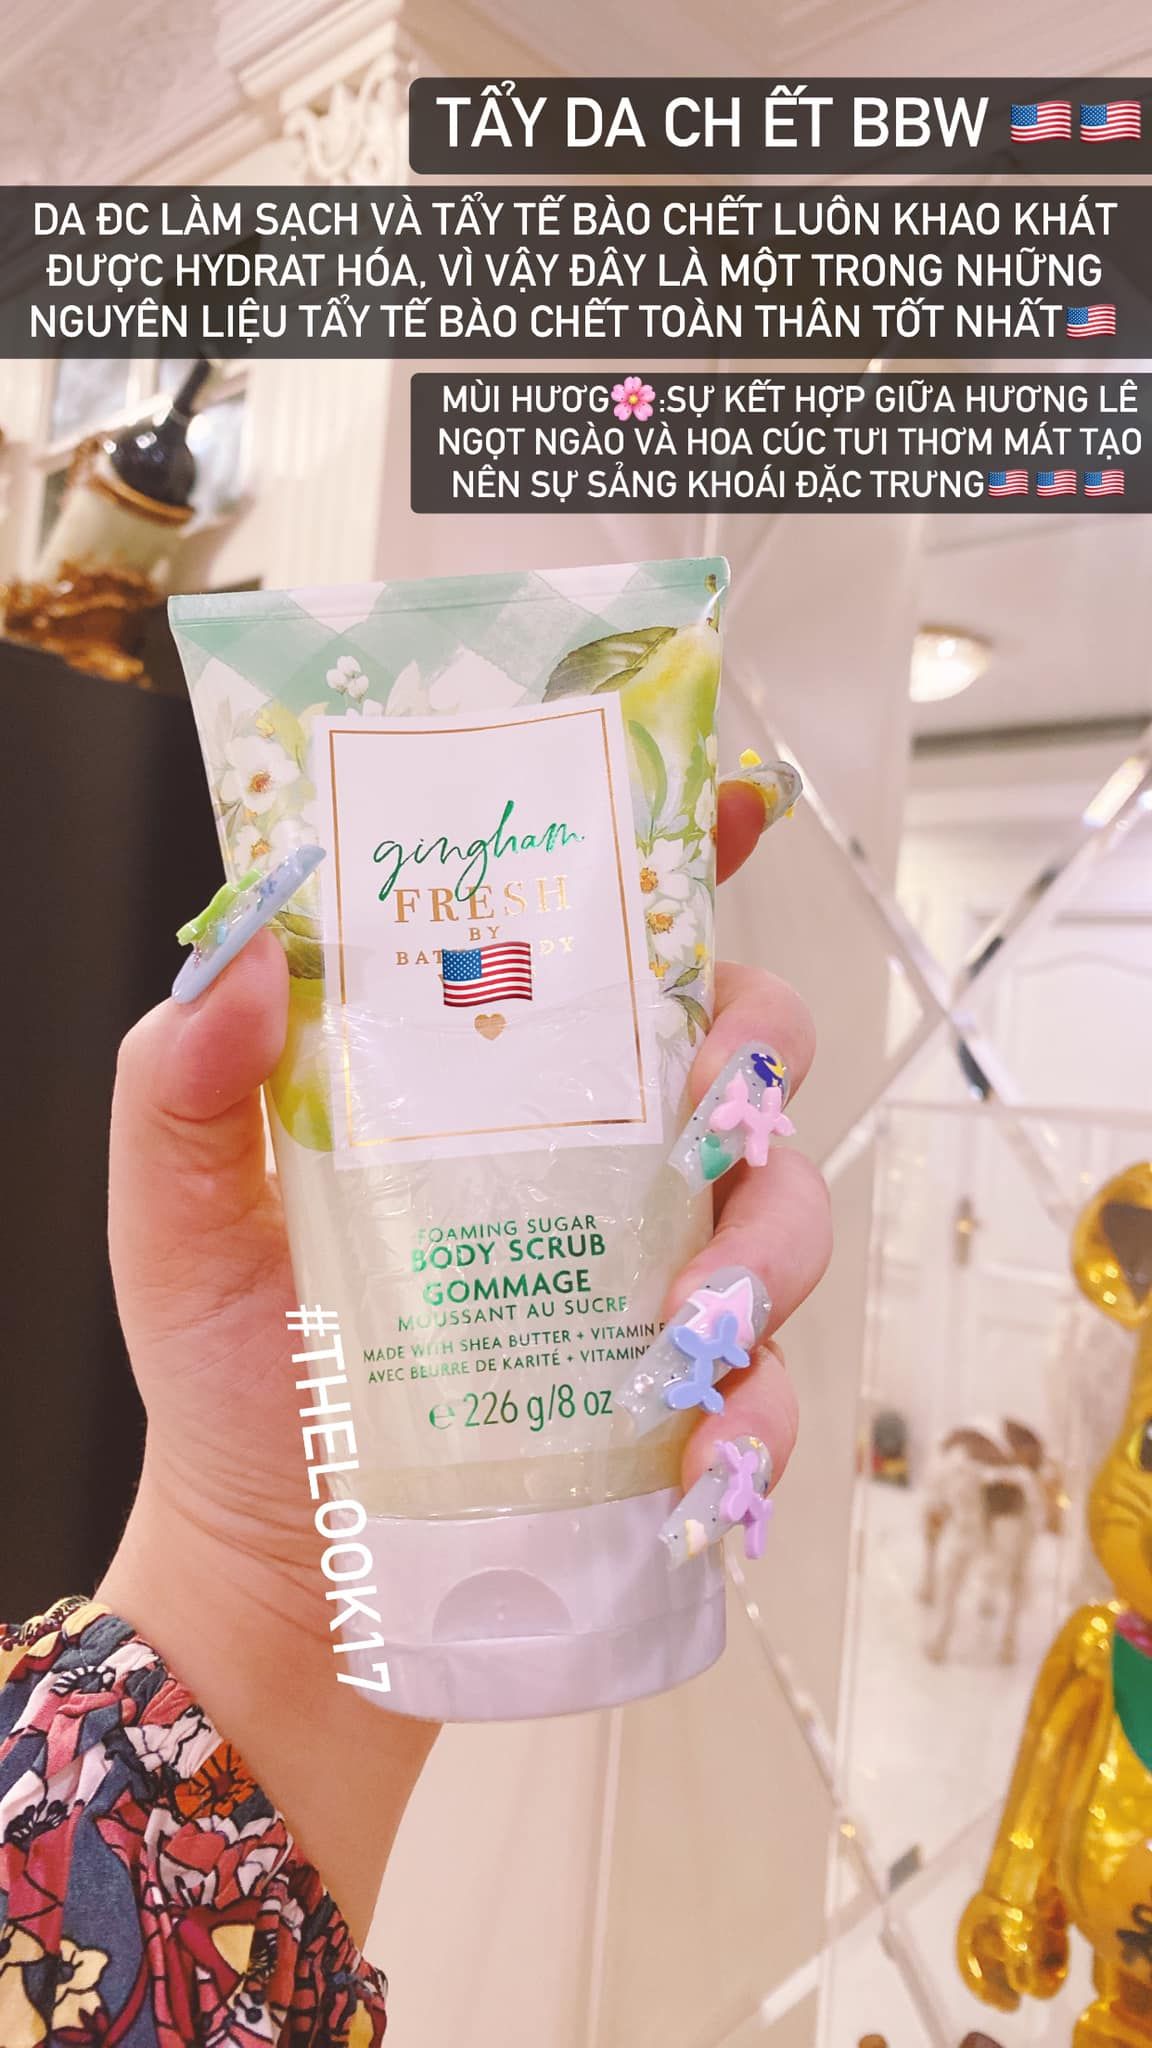 TẨY DA CH ẾT BBW 🇺🇸🇺🇸
DA ĐC LÀM SẠCH VÀ TẨY TẾ BÀO CHẾT LUÔN KHAO KHÁT
ĐƯỢC HYDRAT HÓA, VÌ VẬY ĐÂY LÀ MỘT TRONG NHỮNG
NGUYÊN LIỆU TẨY TẾ BÀO CHẾT TOÀN THÂN TỐT NHẤT🇺🇸
MÙI HƯƠG🌸:SỰ KẾT HỢP GIỮA HƯƠNG LÊ
NGỌT NGÀO VÀ HOA CÚC TƯI THƠM MÁT TẠO
NÊN SỰ SẢNG KHOÁI ĐẶC TRƯNG🇺🇸🇺🇸🇺🇸
gingham
FRESH
BY
FOAMING SUGAR
BODY SCRUB
GOMMAGE
MOUSSANT AU SUCRE
MADE WITH SHEA BUTTER + VITAMIN E
AVEC BEURRE DE KARITÉ + VITAMINE
e 226 g/8 oz
#THELOOK17